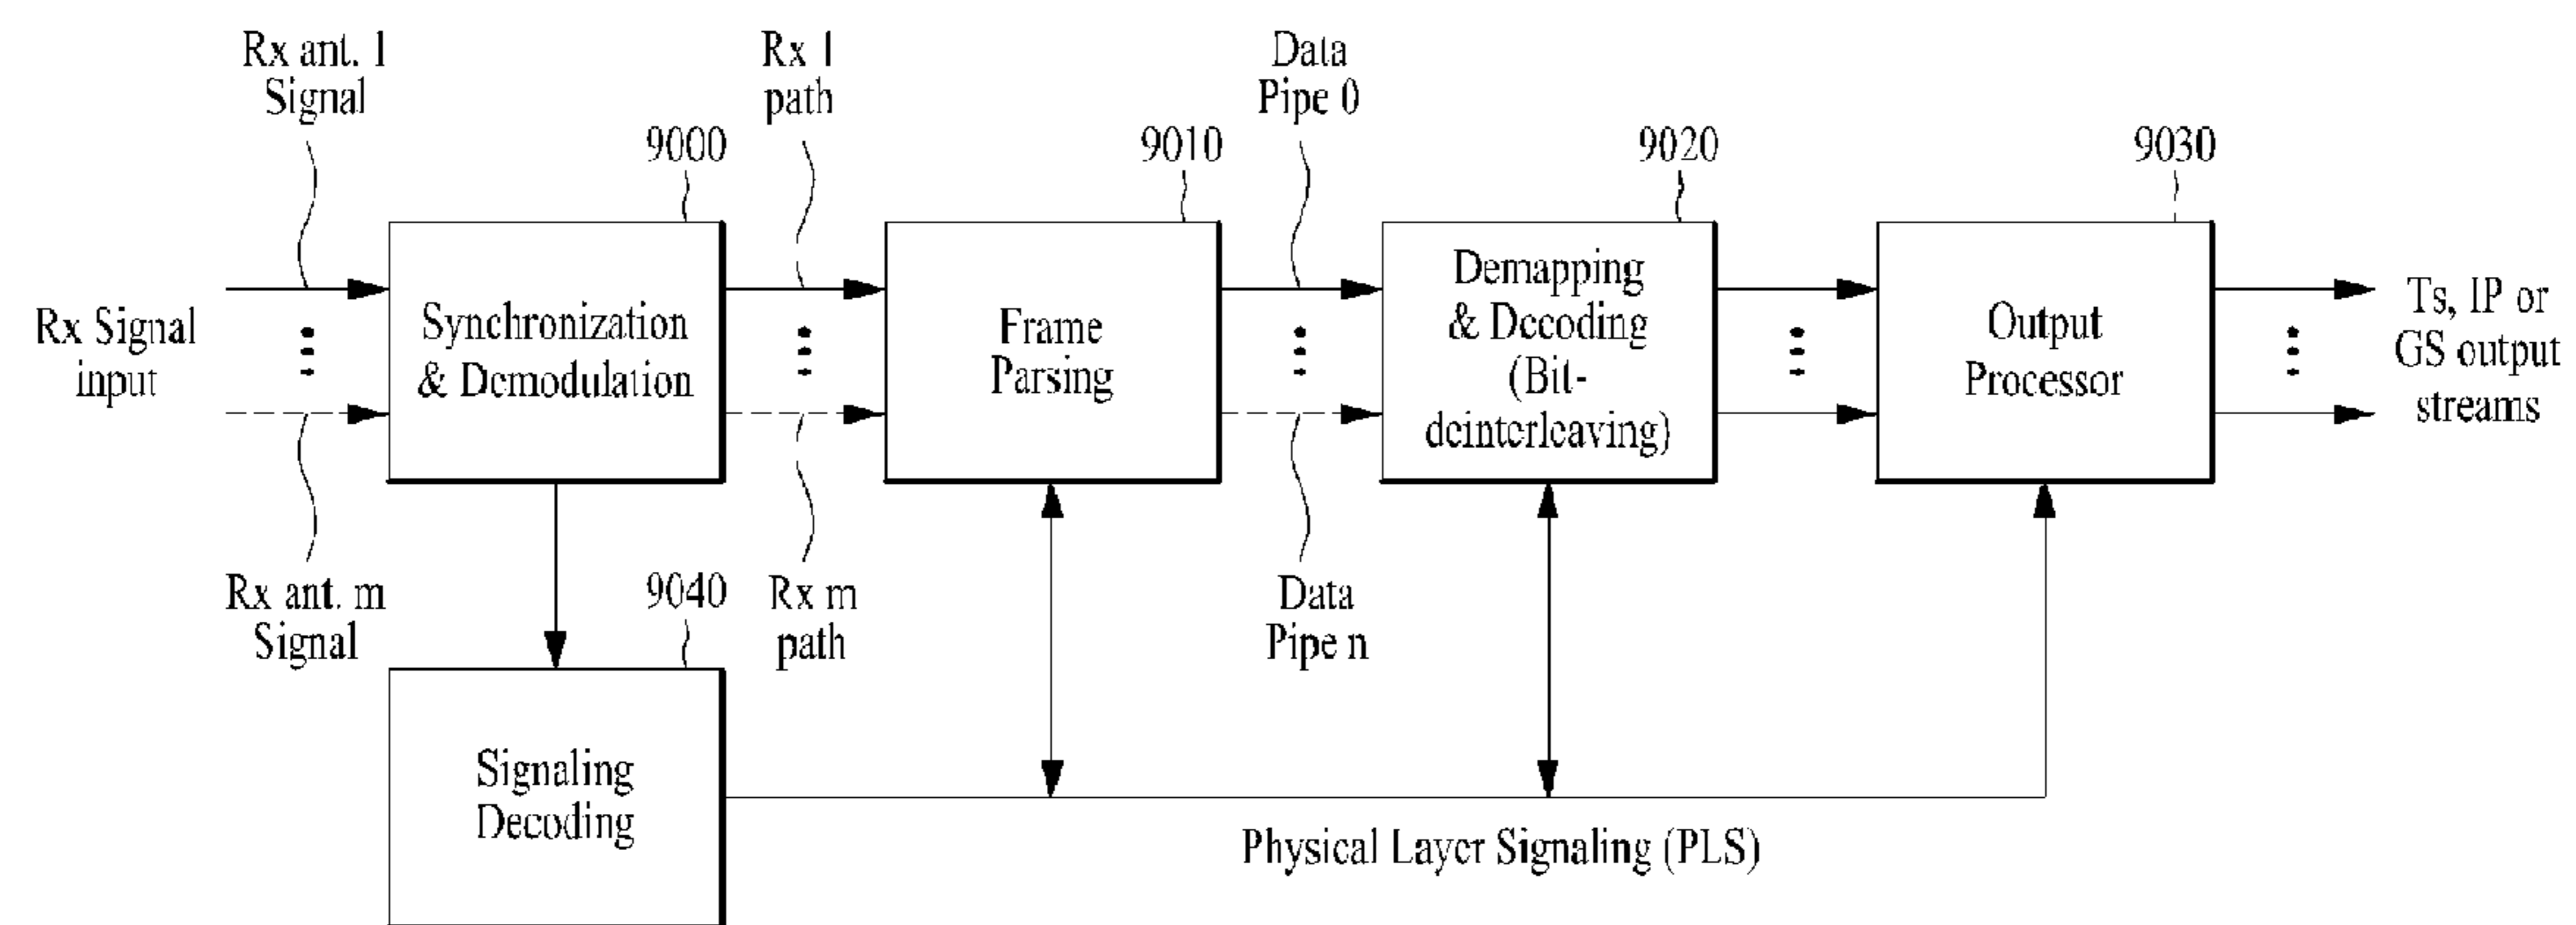 Rx ant. 1
Signal
Rx 1
path
Data
Pipe 0
9000
9010
9020
9030
Rx Signal
input
Synchronization
& Demodulation
Frame
Parsing
Demapping
& Decoding
(Bit-
deinterleaving)
Output
Processor
Ts, IP or
GS output
streams
Rx ant. m
Signal
9040
Rx m
path
Data
Pipe n
Signaling
Decoding
Physical Layer Signaling (PLS)